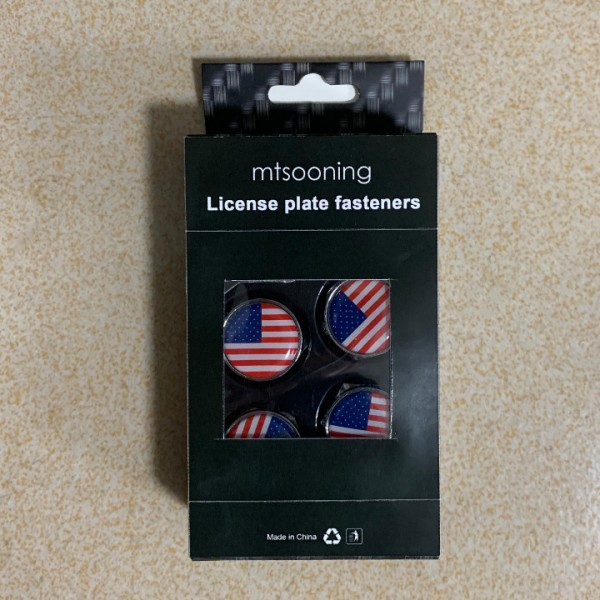 mtsooning
License plate fasteners
Made in China